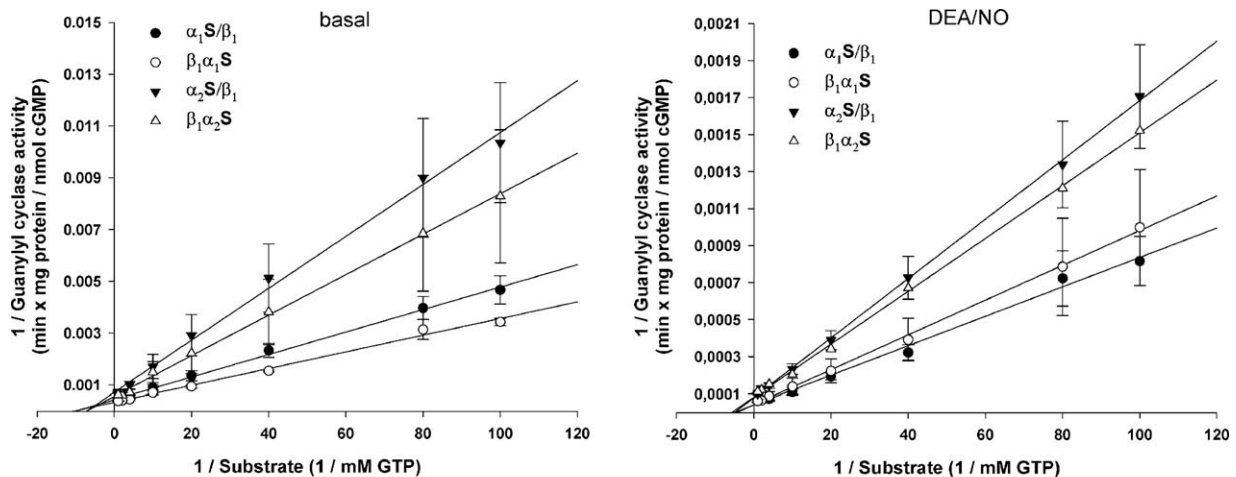 basal
α₁S/β₁
β₁α₁S
α₂S/β₁
β₁α₂S
0.015
0.013
0.011
0.009
0.007
0.005
0.003
0.001
1 / Guanylyl cyclase activity
(min x mg protein / nmol cGMP)
-20 0 20 40 60 80 100 120
1 / Substrate (1 / mM GTP)
DEA/NO
α₁S/β₁
β₁α₁S
α₂S/β₁
β₁α₂S
0,0021
0,0019
0,0017
0,0015
0,0013
0,0011
0,0009
0,0007
0,0005
0,0003
0,0001
1 / Guanylyl cyclase activity
(min x mg protein / nmol cGMP)
-20 0 20 40 60 80 100 120
1 / Substrate (1 / mM GTP)